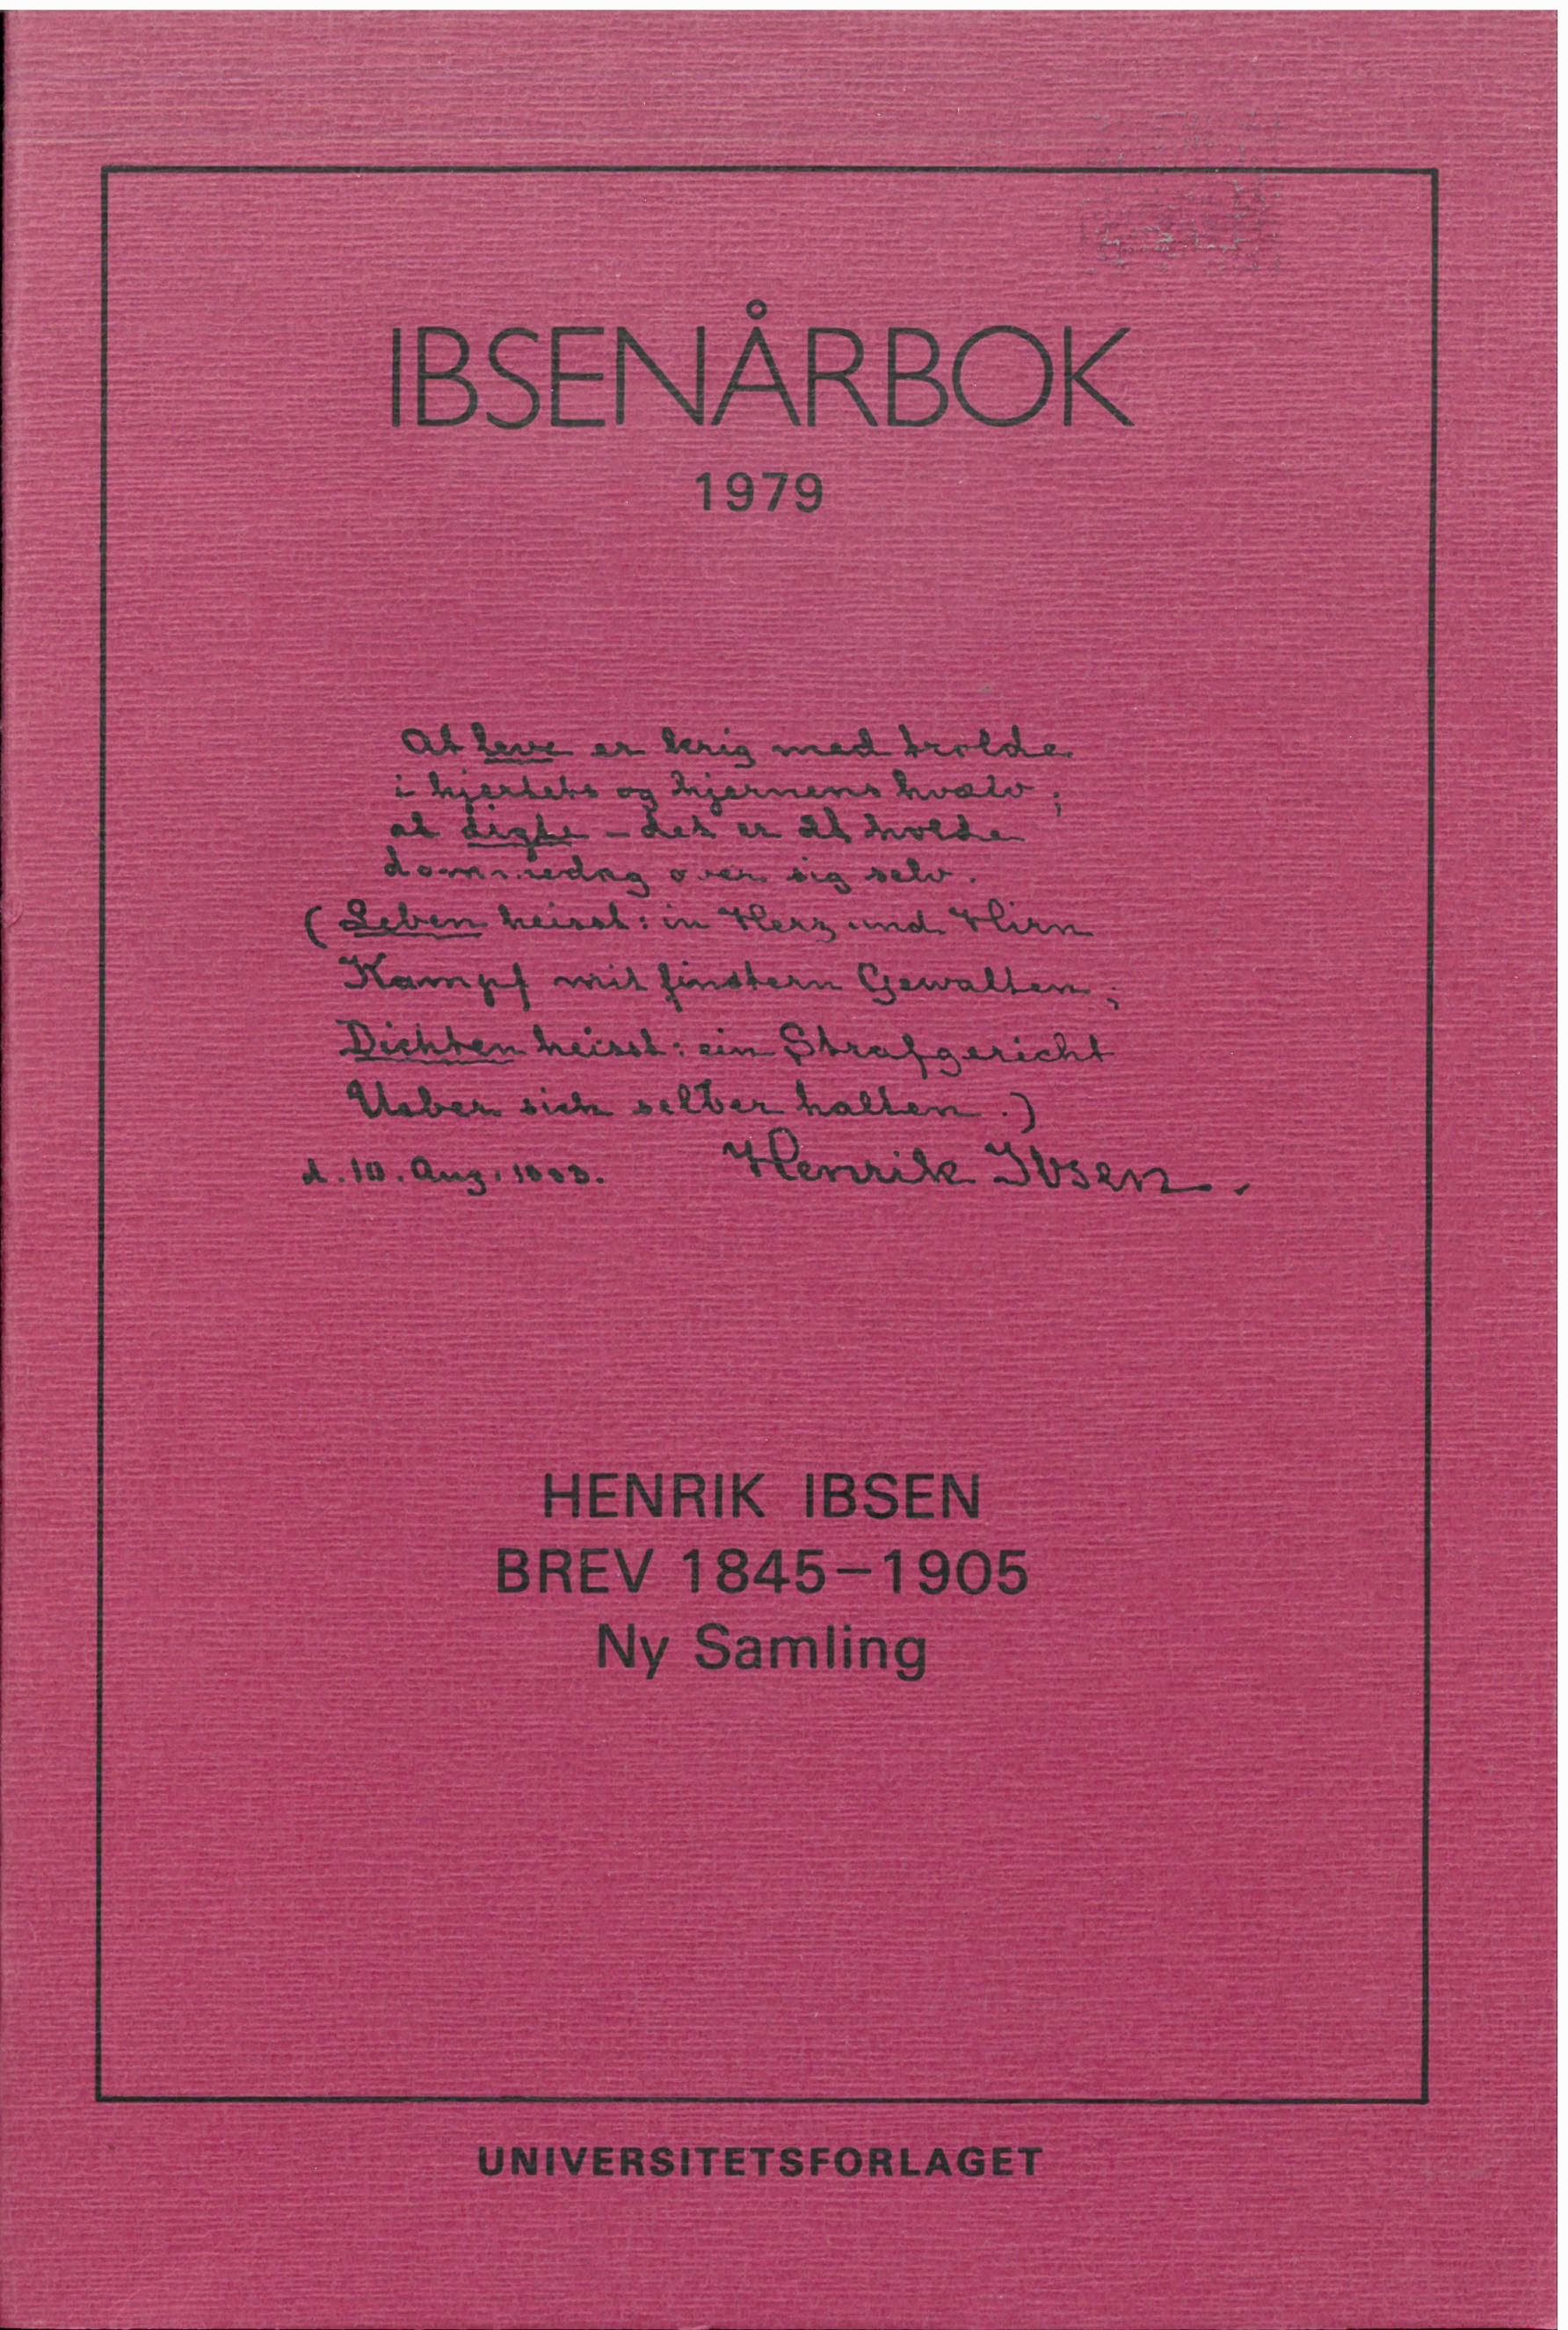 IBSENÅRBOK
1979
At leve er krig med trolde
i hjertets og hjernens hvælv;
at digte – det er at holde
dommedag over sig selv.
(Leben heisst: in Herz und Hirn
Kampf mit finstern Gewalten;
Dichten heisst: ein Strafgericht
Ueber sich selber halten.)
d. 10. Aug.
Henrik Ibsen.
HENRIK IBSEN
BREV 1845–1905
Ny Samling
UNIVERSITETSFORLAGET